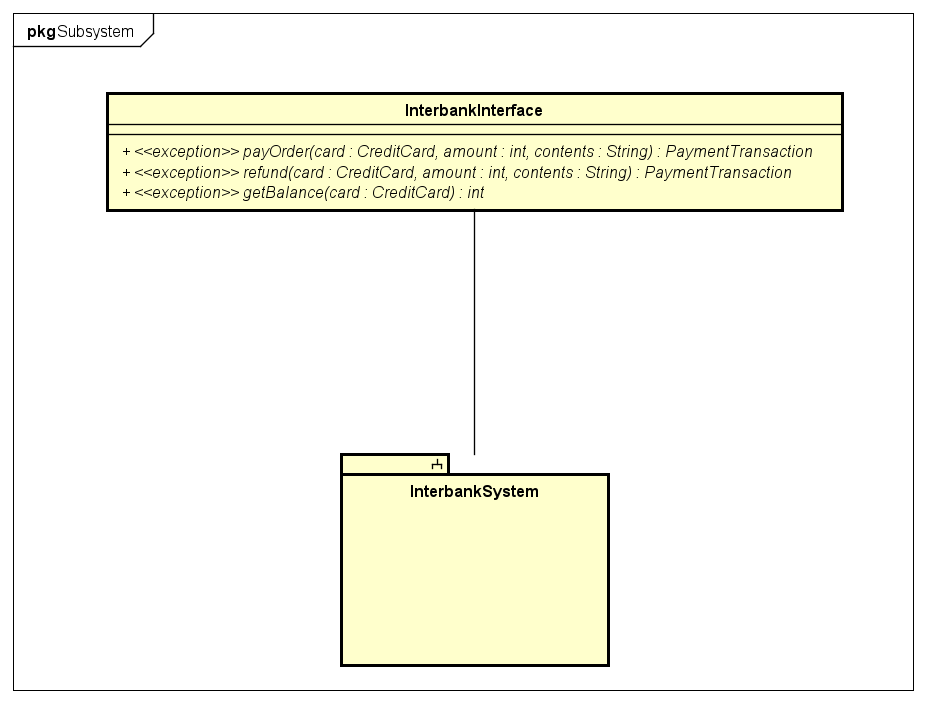 pkg Subsystem
InterbankInterface
+ <<exception>> payOrder(card : CreditCard, amount : int, contents : String) : PaymentTransaction
+ <<exception>> refund(card : CreditCard, amount : int, contents : String) : PaymentTransaction
+ <<exception>> getBalance(card : CreditCard) : int
InterbankSystem